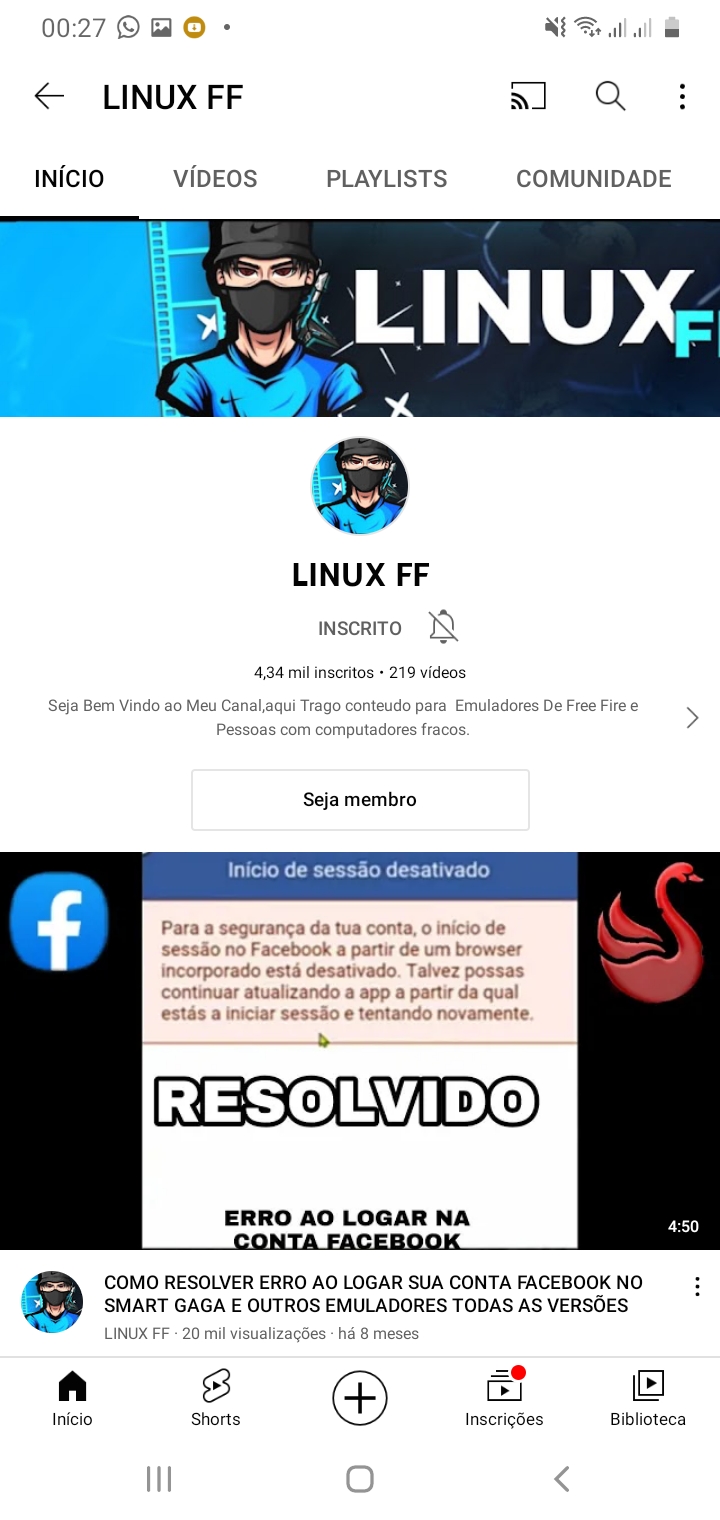 00:27
LINUX FF
INÍCIO VÍDEOS PLAYLISTS COMUNIDADE
LINUX
F
LINUX FF
INSCRITO
4,34 mil inscritos • 219 vídeos
Seja Bem Vindo ao Meu Canal,aqui Trago conteudo para Emuladores De Free Fire e
Pessoas com computadores fracos.
Seja membro
Início de sessão desativado
Para a segurança da tua conta, o início de
sessão no Facebook a partir de um browser
incorporado está desativado. Talvez possas
continuar atualizando a app a partir da qual
estás a iniciar sessão e tentando novamente.
RESOLVIDO
ERRO AO LOGAR NA
CONTA FACEBOOK
4:50
COMO RESOLVER ERRO AO LOGAR SUA CONTA FACEBOOK NO
SMART GAGA E OUTROS EMULADORES TODAS AS VERSÕES
LINUX FF · 20 mil visualizações · há 8 meses
Início Shorts Inscrições Biblioteca